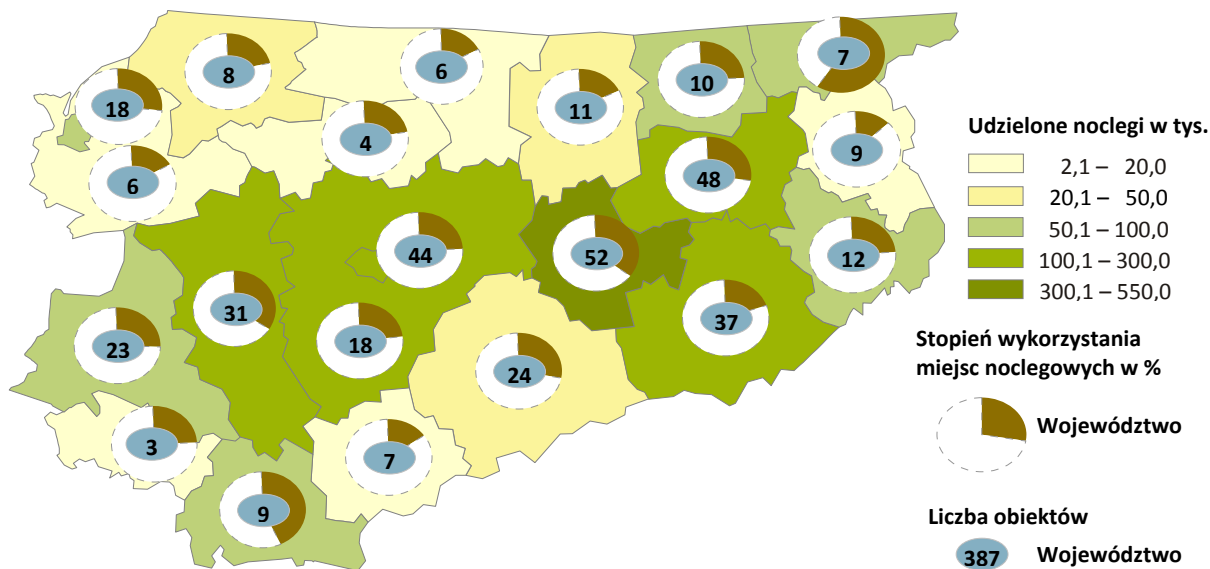 7
6
8
10
18
11
4
9
6
48
44
52
12
31
37
18
23
24
3
7
9
Udzielone noclegi w tys.
2,1 – 20,0
20,1 – 50,0
50,1 – 100,0
100,1 – 300,0
300,1 – 550,0
Stopień wykorzystania
miejsc noclegowych w %
Województwo
Liczba obiektów
387 Województwo